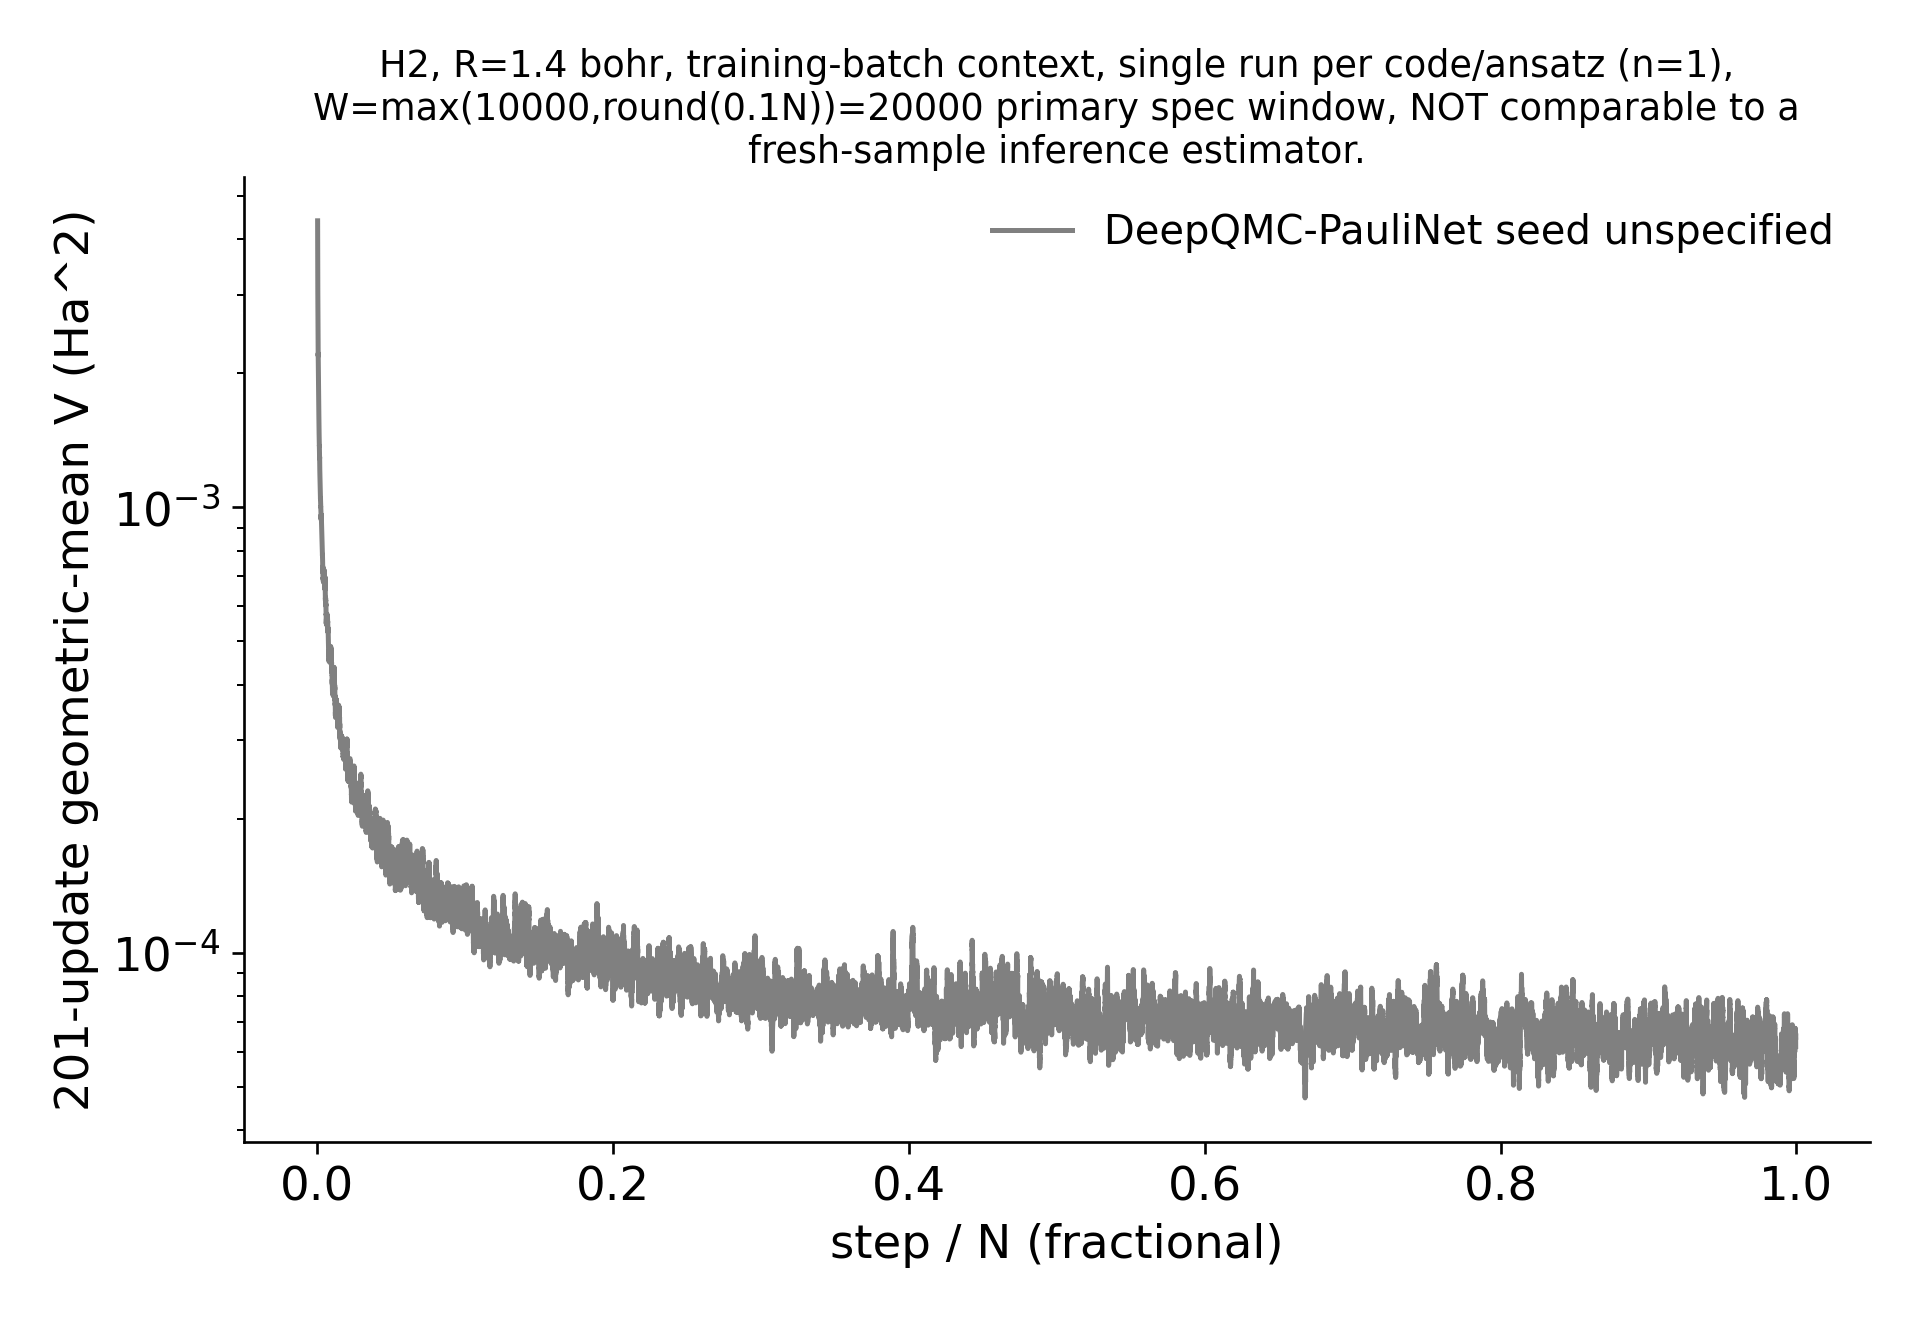 H2, R=1.4 bohr, training-batch context, single run per code/ansatz (n=1),
W=max(10000,round(0.1N))=20000 primary spec window, NOT comparable to a
fresh-sample inference estimator.
DeepQMC-PauliNet seed unspecified
201-update geometric-mean V (Ha^2)
10⁻³
10⁻⁴
0.0 0.2 0.4 0.6 0.8 1.0
step / N (fractional)